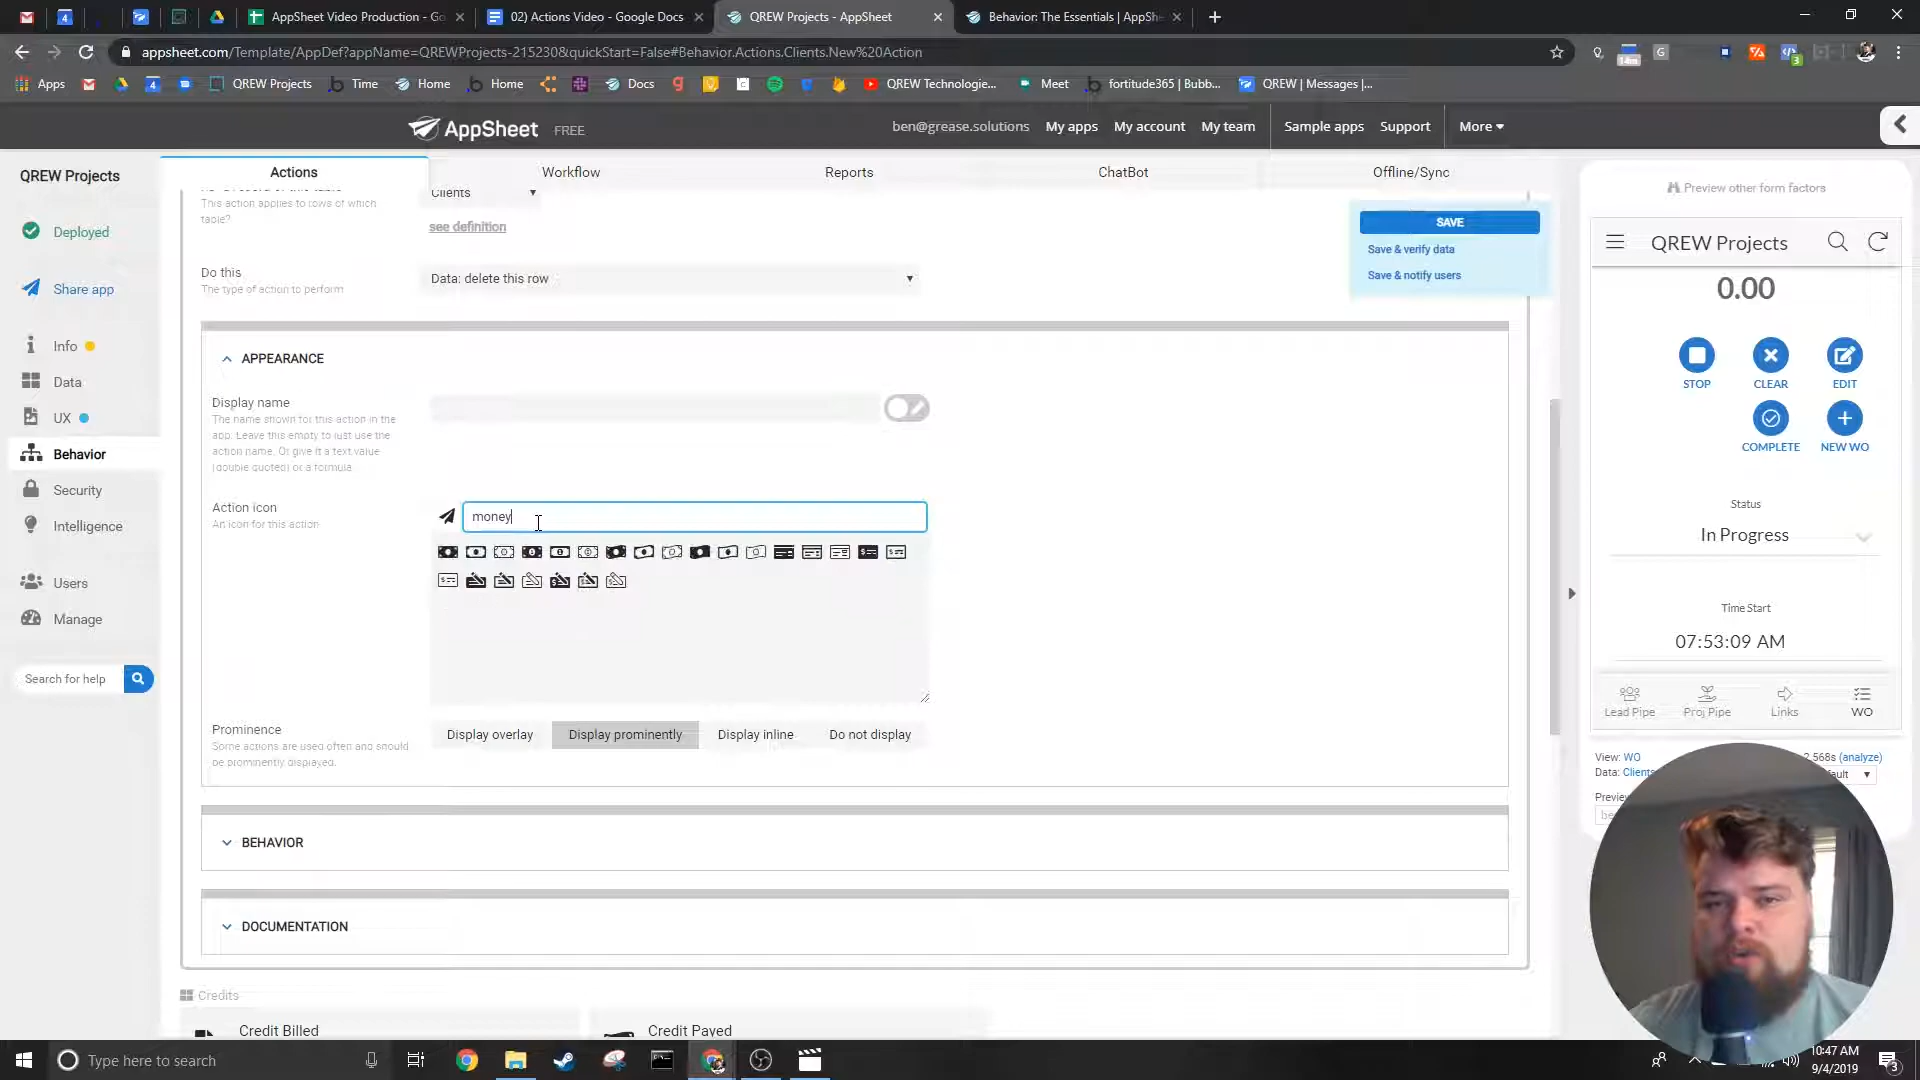 AppSheet Video Production - Go
02) Actions Video - Google Docs
QREW Projects - AppSheet
Behavior: The Essentials | AppSh
appsheet.com/Template/AppDef?appName=QREWProjects-215230&quickStart=False#Behavior.Actions.Clients.New%20Action
Apps
QREW Projects
Time
Home
Home
Docs
QREW Technologie...
Meet
fortitude365 | Bubb...
QREW | Messages |...
AppSheet FREE
ben@grease.solutions
My apps
My account
My team
Sample apps
Support
More
QREW Projects
Actions
Workflow
Reports
ChatBot
Offline/Sync
Deployed
Share app
Info
Data
UX
Behavior
Security
Intelligence
Users
Manage
Search for help
This action applies to rows of which
table?
Clients
see definition
SAVE
Save & verify data
Save & notify users
Do this
The type of action to perform
Data: delete this row
APPEARANCE
Display name
The name shown for this action in the
app. Leave this empty to just use the
action name. Or give it a text value
(double quoted) or a formula.
Action icon
An icon for this action
money
Prominence
Some actions are used often and should
be prominently displayed.
Display overlay
Display prominently
Display inline
Do not display
BEHAVIOR
DOCUMENTATION
Credits
Credit Billed
Credit Payed
Preview other form factors
QREW Projects
0.00
STOP
CLEAR
EDIT
COMPLETE
NEW WO
Status
In Progress
Time Start
07:53:09 AM
Lead Pipe
Proj Pipe
Links
WO
View: WO
2.568s (analyze)
Data: Clients
Type here to search
10:47 AM
9/4/2019